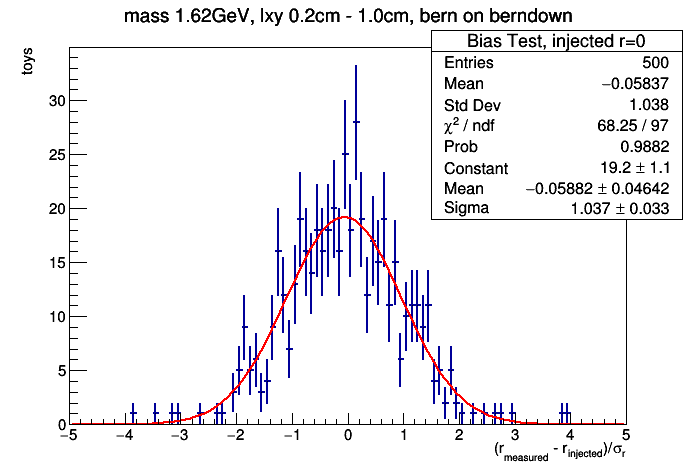 mass 1.62GeV, lxy 0.2cm - 1.0cm, bern on berndown
Bias Test, injected r=0
Entries 500
Mean −0.05837
Std Dev 1.038
χ² / ndf 68.25 / 97
Prob 0.9882
Constant 19.2 ± 1.1
Mean −0.05882 ± 0.04642
Sigma 1.037 ± 0.033
toys
30
25
20
15
10
5
0
−5 −4 −3 −2 −1 0 1 2 3 4 5
(r_measured - r_injected)/σ_r